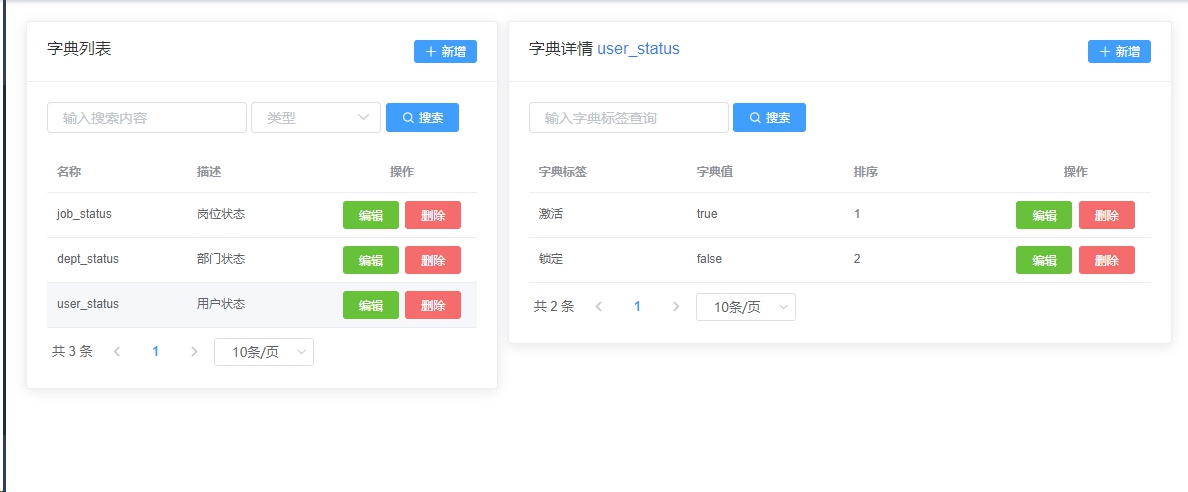 字典列表
新增
输入搜索内容
类型
搜索
名称 描述 操作
job_status 岗位状态 编辑 删除
dept_status 部门状态 编辑 删除
user_status 用户状态 编辑 删除
共 3 条 1 10条/页
字典详情 user_status
新增
输入字典标签查询
搜索
字典标签 字典值 排序 操作
激活 true 1 编辑 删除
锁定 false 2 编辑 删除
共 2 条 1 10条/页